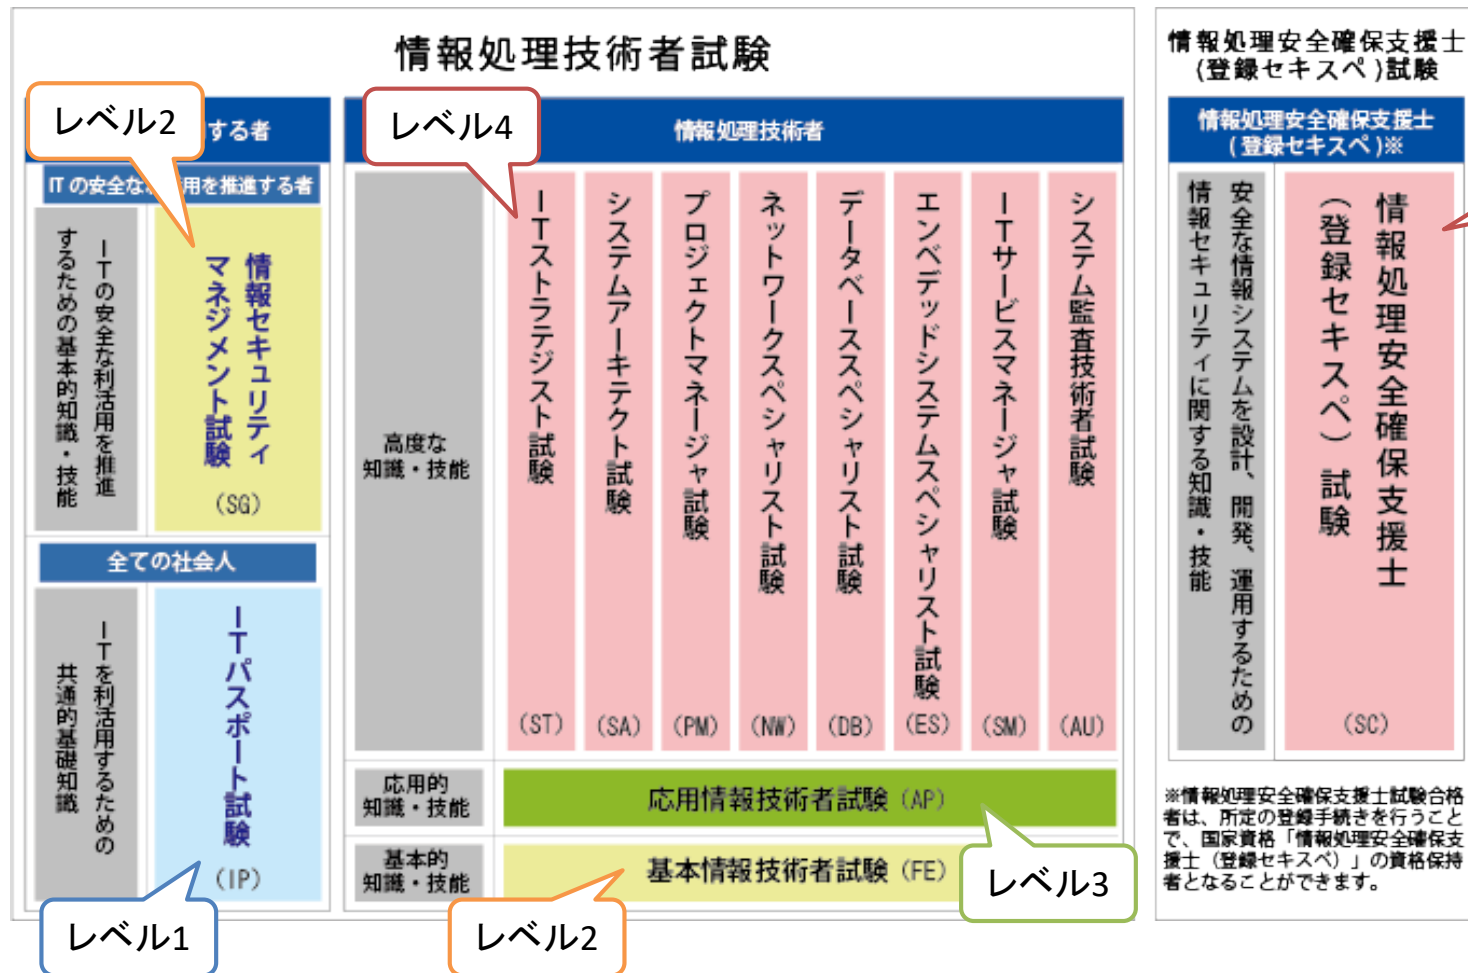 情報処理技術者試験
レベル2
する者
ITの安全な
用を推進する者
ITの安全な利活用を推進
するための基本的知識・技能
情報セキュリティ
マネジメント試験
(SG)
全ての社会人
ITを利活用するための
共通的基礎知識
ITパスポート試験
(IP)
レベル1
レベル4
情報処理技術者
高度な
知識・技能
ITストラテジスト試験
(ST)
システムアーキテクト試験
(SA)
プロジェクトマネージャ試験
(PM)
ネットワークスペシャリスト試験
(NW)
データベーススペシャリスト試験
(DB)
エンベデッドシステムスペシャリスト試験
(ES)
ITサービスマネージャ試験
(SM)
システム監査技術者試験
(AU)
応用的
知識・技能
応用情報技術者試験 (AP)
レベル3
基本的
知識・技能
基本情報技術者試験 (FE)
レベル2
情報処理安全確保支援士
(登録セキスペ)試験
情報処理安全確保支援士
(登録セキスペ)※
安全な情報システムを設計、開発、運用するための
情報セキュリティに関する知識・技能
情報処理安全確保支援士
(登録セキスペ)試験
(SC)
※情報処理安全確保支援士試験合格
者は、所定の登録手続きを行うこと
で、国家資格「情報処理安全確保支
援士(登録セキスペ)」の資格保持
者となることができます。